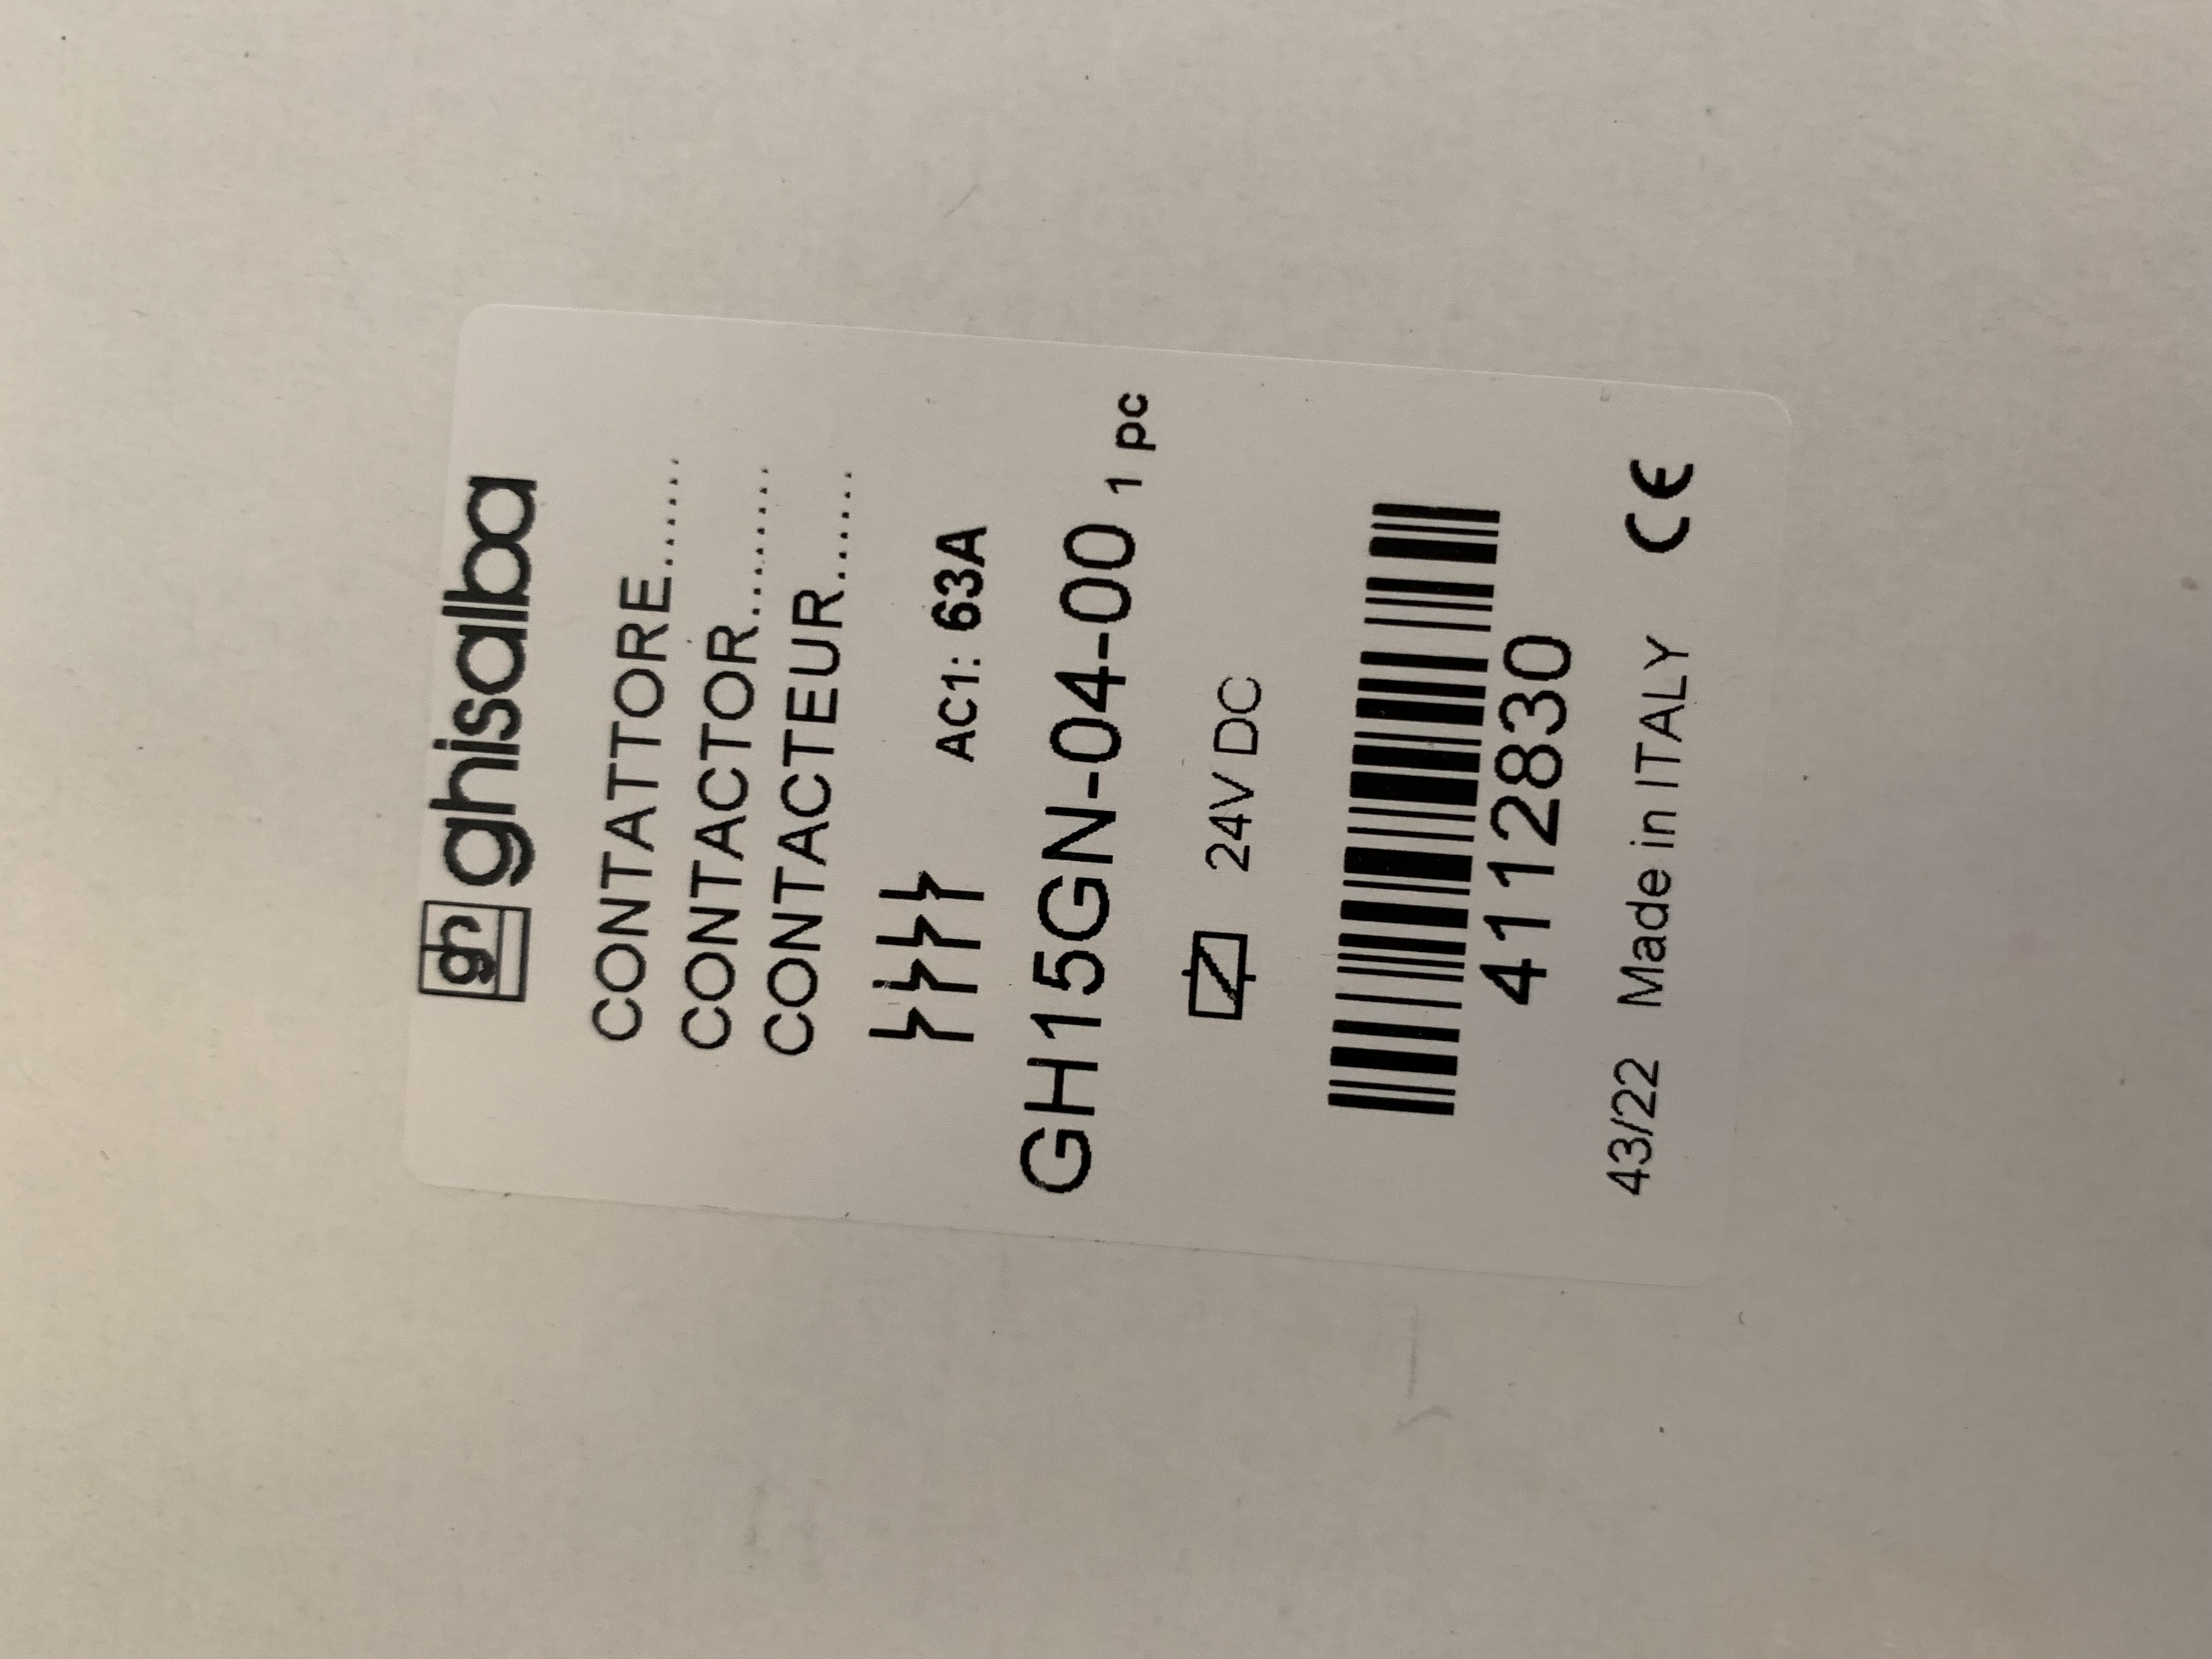 gh ghisalba
CONTATTORE......
CONTACTOR........
CONTACTEUR......
AC1: 63A
GH15GN-04-00 1 pc
24V DC
4112830
43/22 Made in ITALY CE